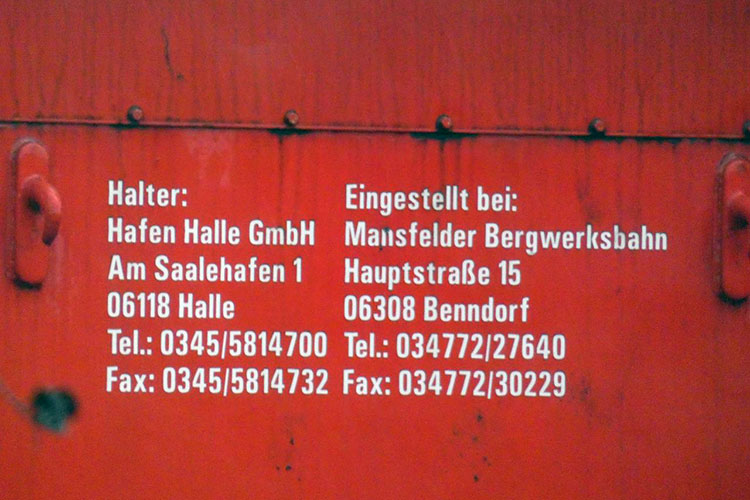 Halter:
Hafen Halle GmbH
Am Saalehafen 1
06118 Halle
Tel.: 0345/5814700
Fax: 0345/5814732
Eingestellt bei:
Mansfelder Bergwerksbahn
Hauptstraße 15
06308 Benndorf
Tel.: 034772/27640
Fax: 034772/30229